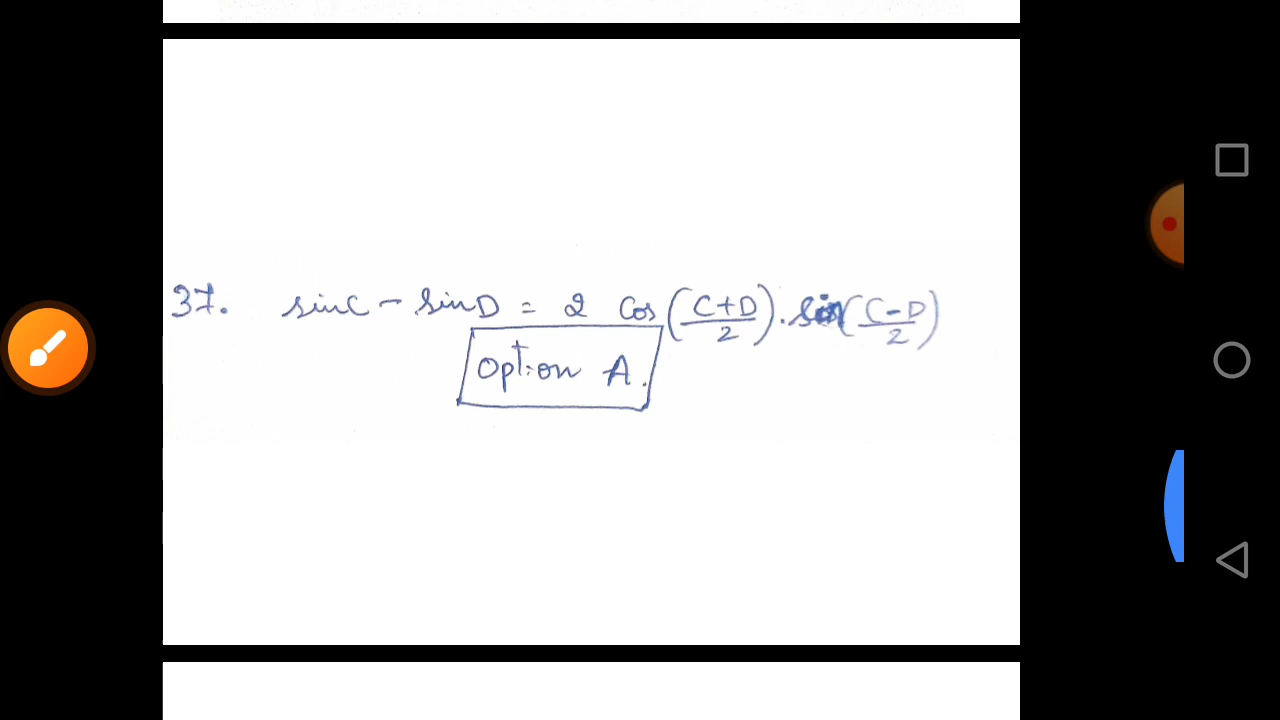 37. sinC - sinD = 2 cos(C+D/2).sin(C-D/2)
Option A.